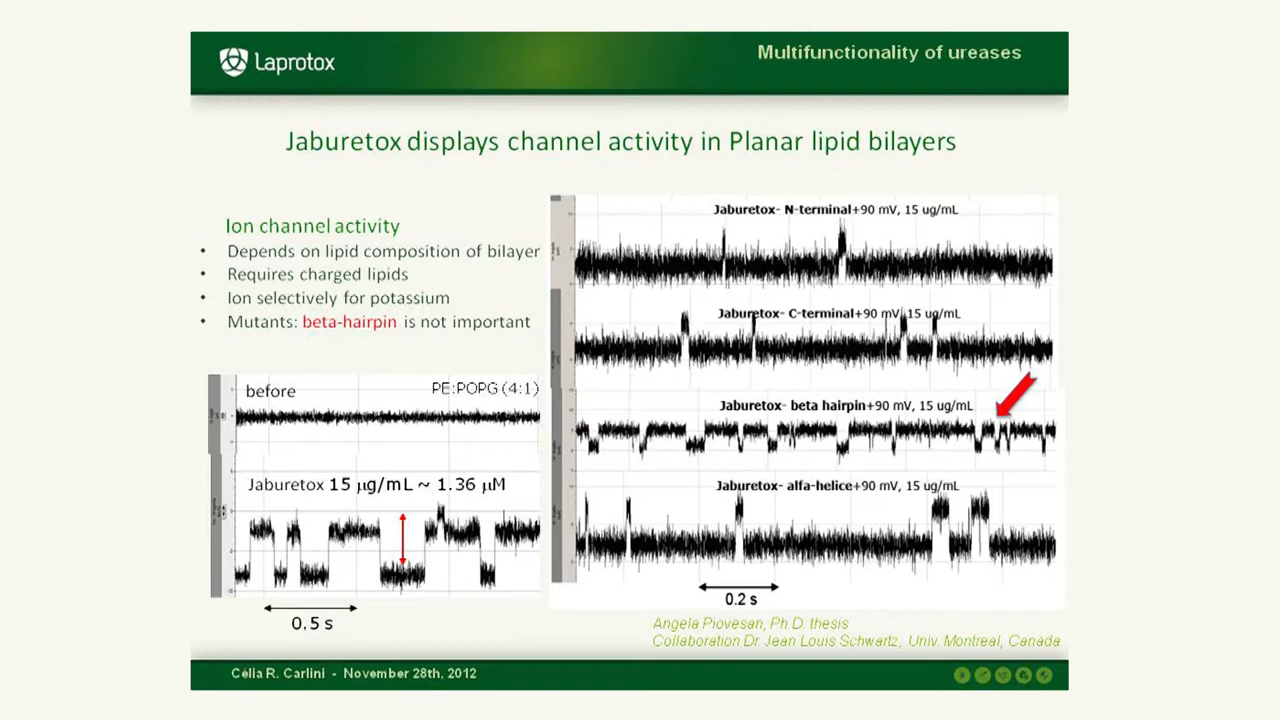 Laprotox
Multifunctionality of ureases
Jaburetox displays channel activity in Planar lipid bilayers
Ion channel activity
• Depends on lipid composition of bilayer
• Requires charged lipids
• Ion selectively for potassium
• Mutants: beta-hairpin is not important
before
PE:POPG (4:1)
Jaburetox 15 µg/mL ~ 1.36 µM
0.5 s
Jaburetox- N-terminal+90 mV, 15 ug/mL
Jaburetox- C-terminal+90 mV, 15 ug/mL
Jaburetox- beta hairpin+90 mV, 15 ug/mL
Jaburetox- alfa-helice+90 mV, 15 ug/mL
0.2 s
Angela Piovesan, Ph.D. thesis
Collaboration Dr Jean Louis Schwartz, Univ. Montreal, Canada
Célia R. Carlini - November 28th, 2012